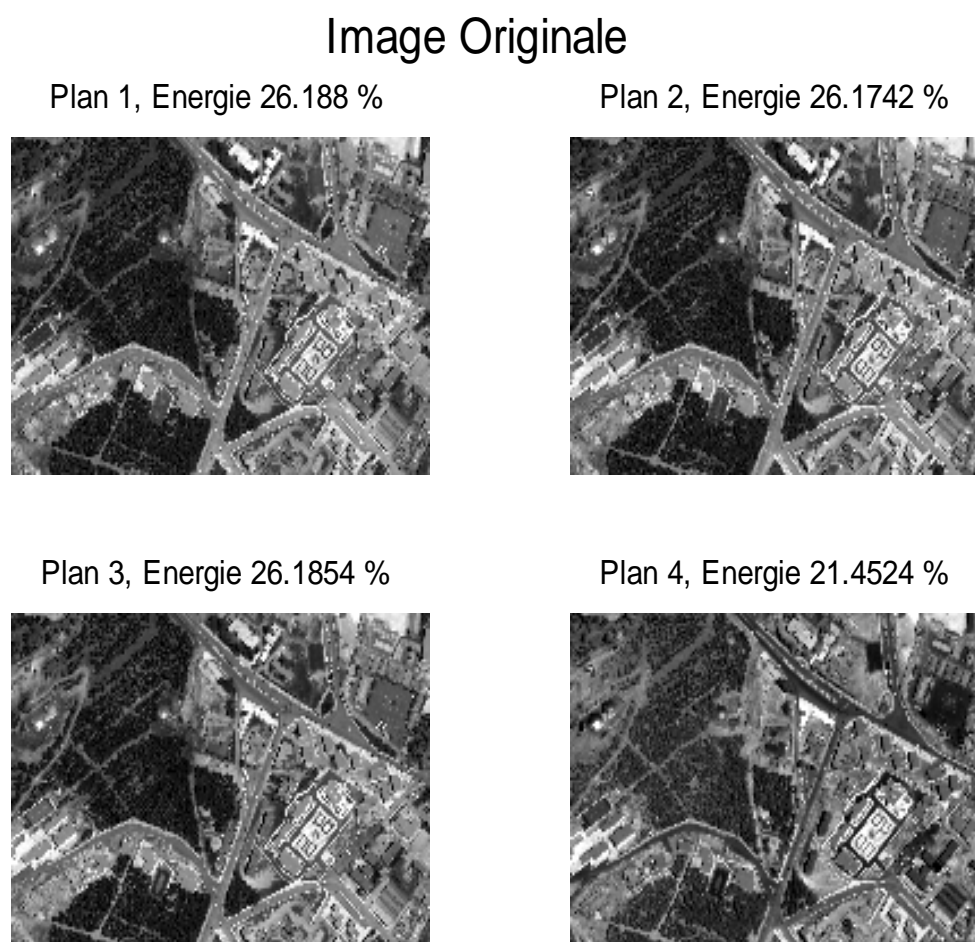 Image Originale
Plan 1, Energie 26.188 %
Plan 2, Energie 26.1742 %
Plan 3, Energie 26.1854 %
Plan 4, Energie 21.4524 %